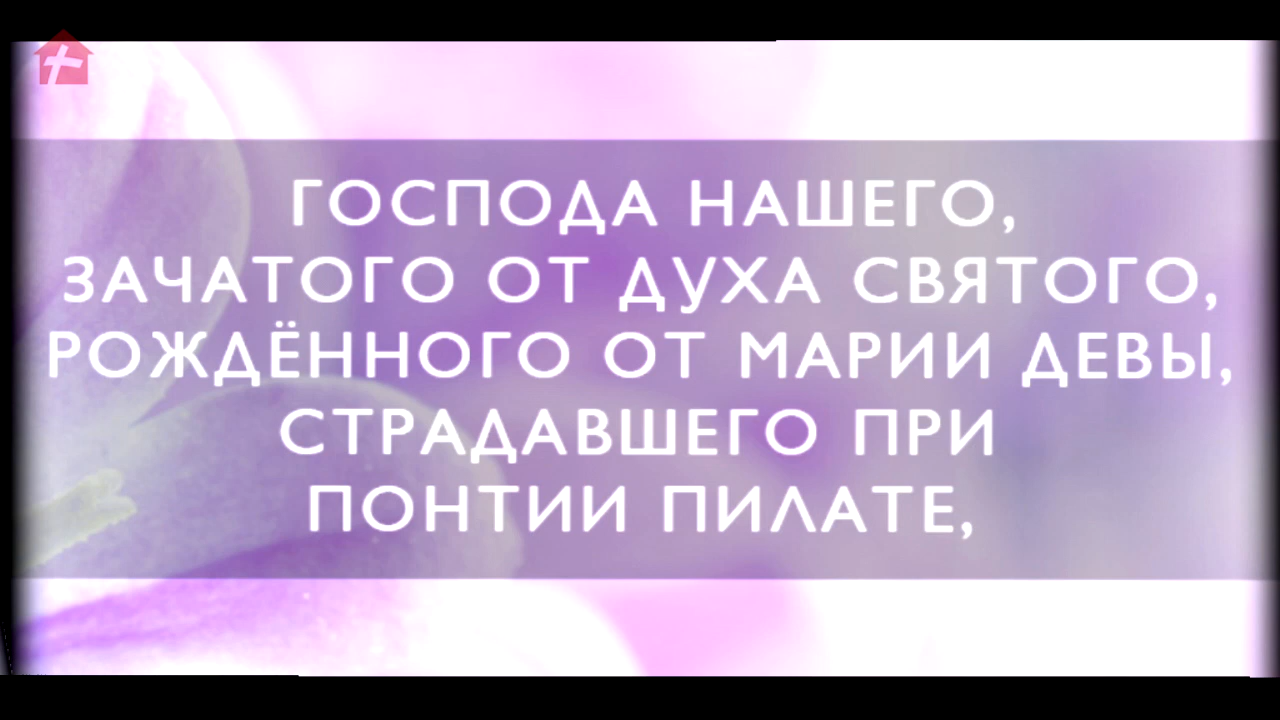 ГОСПОДА НАШЕГО,
ЗАЧАТОГО ОТ ДУХА СВЯТОГО,
РОЖДЁННОГО ОТ МАРИИ ДЕВЫ,
СТРАДАВШЕГО ПРИ
ПОНТИИ ПИЛАТЕ,